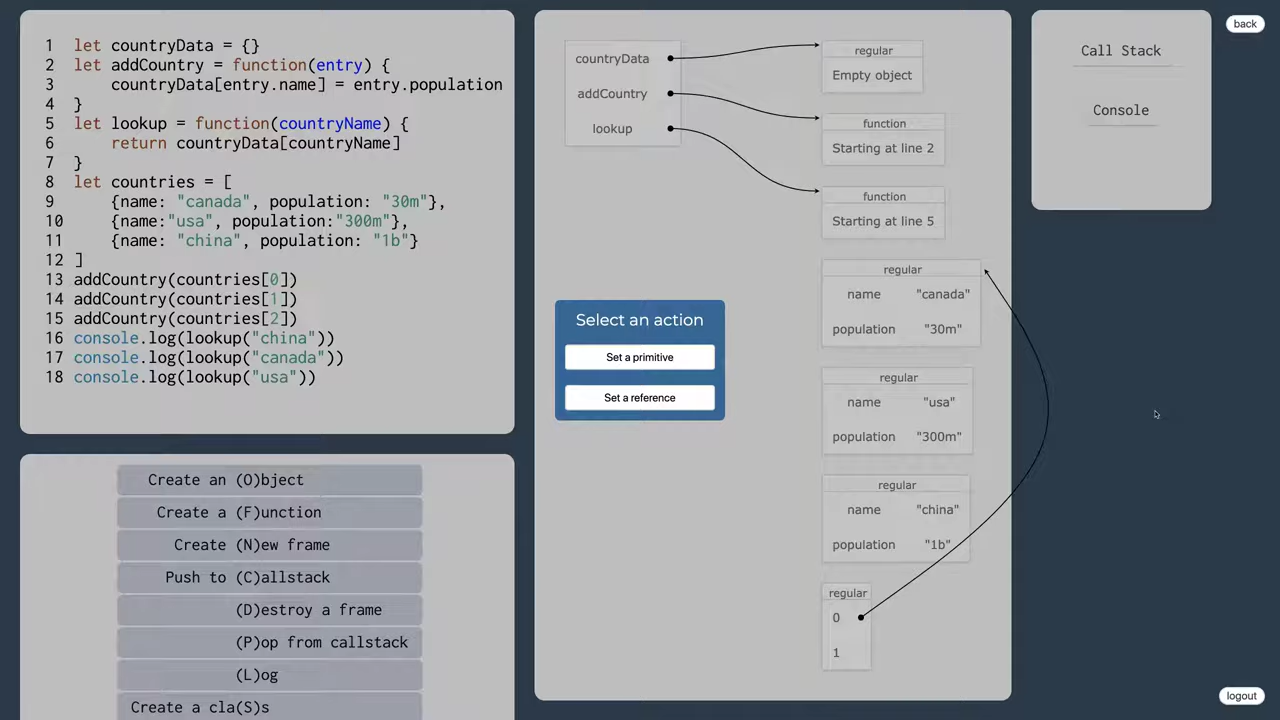 1 let countryData = {}
2 let addCountry = function(entry) {
3 countryData[entry.name] = entry.population
4 }
5 let lookup = function(countryName) {
6 return countryData[countryName]
7 }
8 let countries = [
9 {name: "canada", population: "30m"},
10 {name:"usa", population:"300m"},
11 {name: "china", population: "1b"}
12 ]
13 addCountry(countries[0])
14 addCountry(countries[1])
15 addCountry(countries[2])
16 console.log(lookup("china"))
17 console.log(lookup("canada"))
18 console.log(lookup("usa"))
Create an (O)bject
Create a (F)unction
Create (N)ew frame
Push to (C)allstack
(D)estroy a frame
(P)op from callstack
(L)og
Create a cla(S)s
countryData
addCountry
lookup
Select an action
Set a primitive
Set a reference
regular
Empty object
function
Starting at line 2
function
Starting at line 5
regular
name "canada"
population "30m"
regular
name "usa"
population "300m"
regular
name "china"
population "1b"
regular
0
1
Call Stack
Console
back
logout